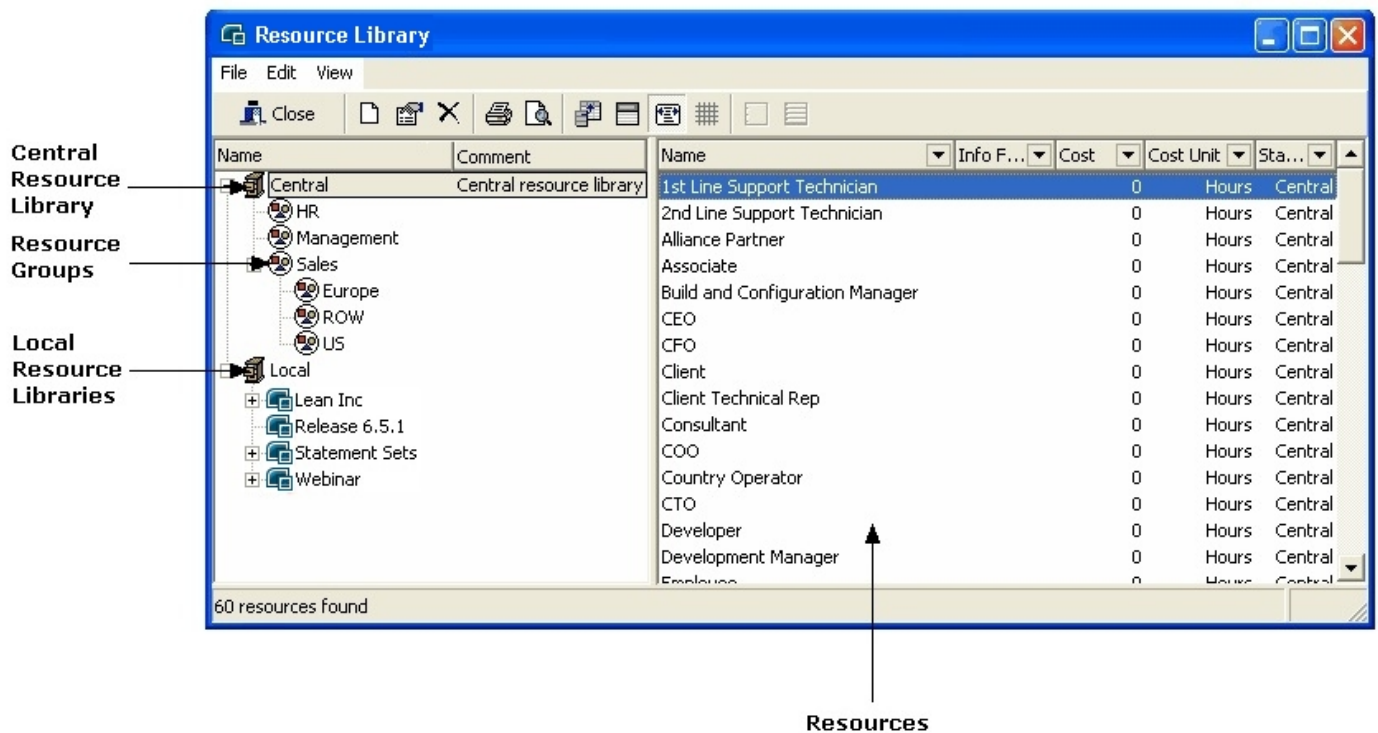 Resource Library
File Edit View
Close
Central
Resource
Library
Resource
Groups
Local
Resource
Libraries
Name Comment
Central Central resource library
HR
Management
Sales
Europe
ROW
US
Local
Lean Inc
Release 6.5.1
Statement Sets
Webinar
Name Info F... Cost Cost Unit Sta...
1st Line Support Technician 0 Hours Central
2nd Line Support Technician 0 Hours Central
Alliance Partner 0 Hours Central
Associate 0 Hours Central
Build and Configuration Manager 0 Hours Central
CEO 0 Hours Central
CFO 0 Hours Central
Client 0 Hours Central
Client Technical Rep 0 Hours Central
Consultant 0 Hours Central
COO 0 Hours Central
Country Operator 0 Hours Central
CTO 0 Hours Central
Developer 0 Hours Central
Development Manager 0 Hours Central
Employee 0 Hours Central
60 resources found
Resources